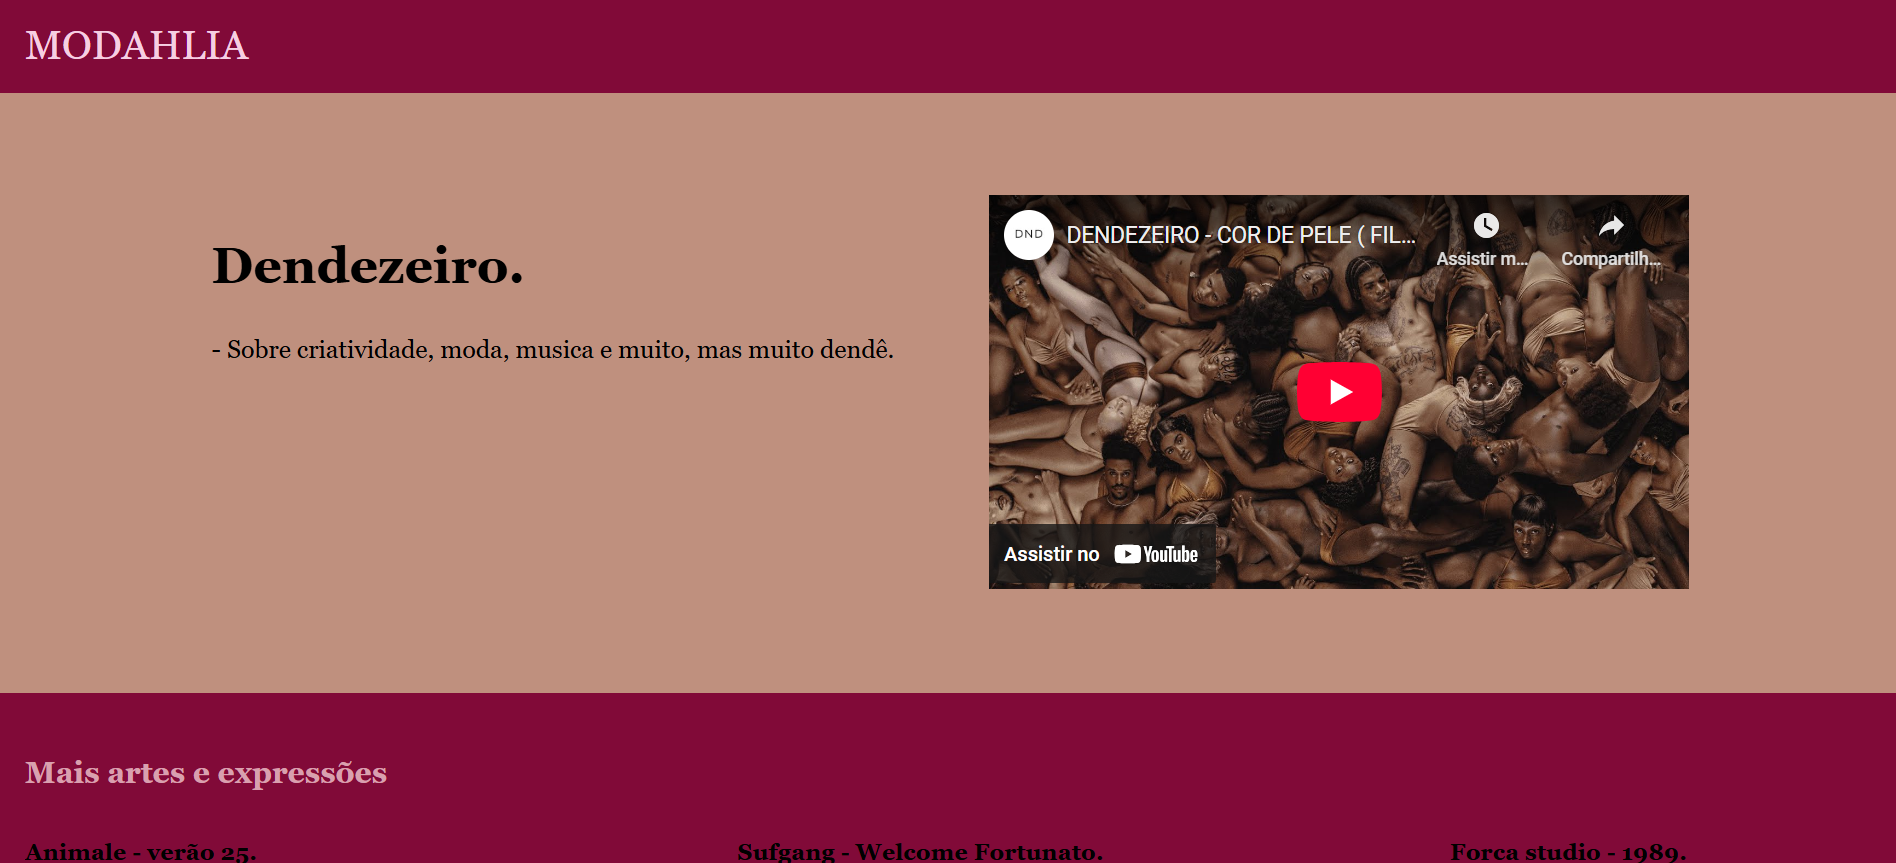 MODAHLIA
Dendezeiro.
- Sobre criatividade, moda, musica e muito, mas muito dendê.
DND
DENDEZEIRO - COR DE PELE ( FIL...
Assistir m...
Compartilh...
Assistir no YouTube
Mais artes e expressões
Animale - verão 25.
Sufgang - Welcome Fortunato.
Forca studio - 1989.